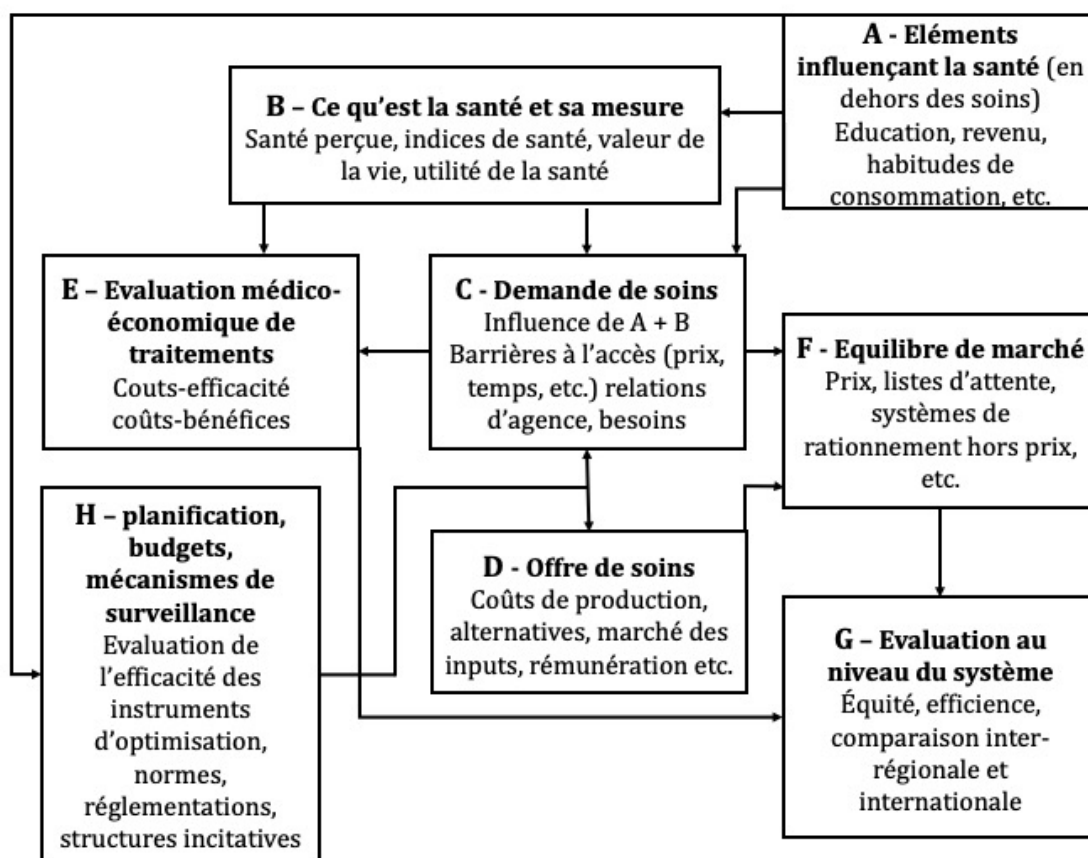 A - Eléments
influençant la santé (en
dehors des soins)
Education, revenu,
habitudes de
consommation, etc.
B – Ce qu’est la santé et sa mesure
Santé perçue, indices de santé, valeur de
la vie, utilité de la santé
E – Evaluation médico-
économique de
traitements
Couts-efficacité
coûts-bénéfices
C - Demande de soins
Influence de A + B
Barrières à l’accès (prix,
temps, etc.) relations
d’agence, besoins
F - Equilibre de marché
Prix, listes d’attente,
systèmes de
rationnement hors prix,
etc.
H – planification,
budgets,
mécanismes de
surveillance
Evaluation de
l’efficacité des
instruments
d’optimisation,
normes,
réglementations,
structures incitatives
D - Offre de soins
Coûts de production,
alternatives, marché des
inputs, rémunération etc.
G – Evaluation au
niveau du système
Équité, efficience,
comparaison inter-
régionale et
internationale